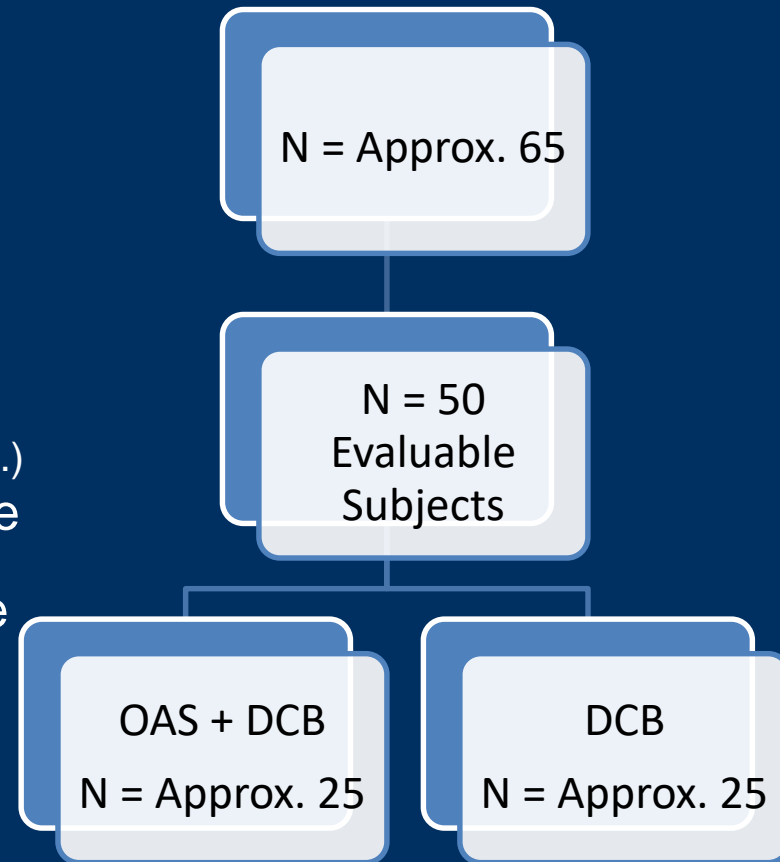 N = Approx. 65
N = 50
Evaluable
Subjects
.)
e
e
OAS + DCB
N = Approx. 25
DCB
N = Approx. 25